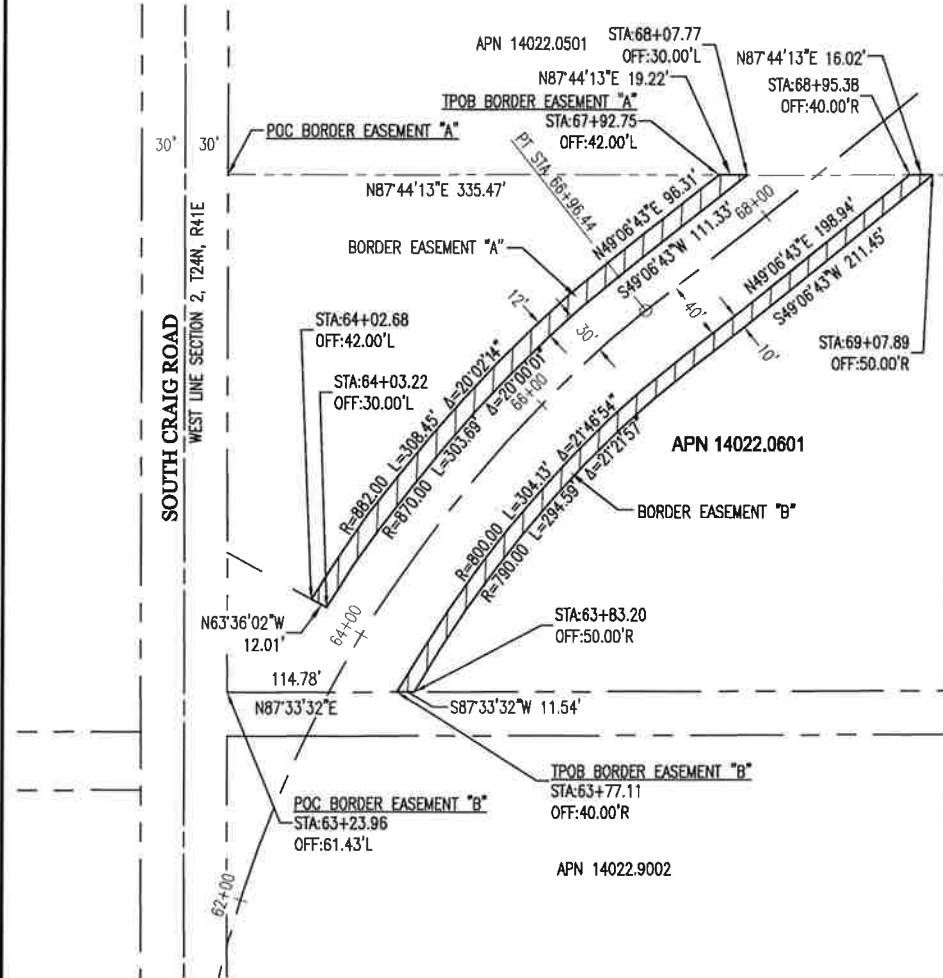 APN 14022.0501
STA:68+07.77
OFF:30.00'L
N87°44'13"E 19.22'
N87°44'13"E 16.02'
STA:68+95.38
OFF:40.00'R
TPOB BORDER EASEMENT "A"
STA:67+92.75
OFF:42.00'L
POC BORDER EASEMENT "A"
30'
30'
PT STA 66+96.44
N87°44'13"E 335.47'
N49°06'43"E 96.31'
S49°06'43"W 111.33'
68+00
BORDER EASEMENT "A"
N49°06'43"E 198.94'
S49°06'43"W 211.45'
12'
30'
40'
10'
SOUTH CRAIG ROAD
WEST LINE SECTION 2, T24N, R41E
STA:64+02.68
OFF:42.00'L
STA:64+03.22
OFF:30.00'L
STA:69+07.89
OFF:50.00'R
66+00
R=882.00 L=308.45' Δ=20°02'14"
R=870.00 L=303.69' Δ=20°00'01"
APN 14022.0601
R=800.00 L=304.13' Δ=21°46'54"
R=790.00 L=294.59' Δ=21°21'57"
BORDER EASEMENT "B"
N63°36'02"W
12.01'
64+00
STA:63+83.20
OFF:50.00'R
114.78'
N87°33'32"E
S87°33'32"W 11.54'
TPOB BORDER EASEMENT "B"
STA:63+77.11
OFF:40.00'R
POC BORDER EASEMENT "B"
STA:63+23.96
OFF:61.43'L
APN 14022.9002
62+00